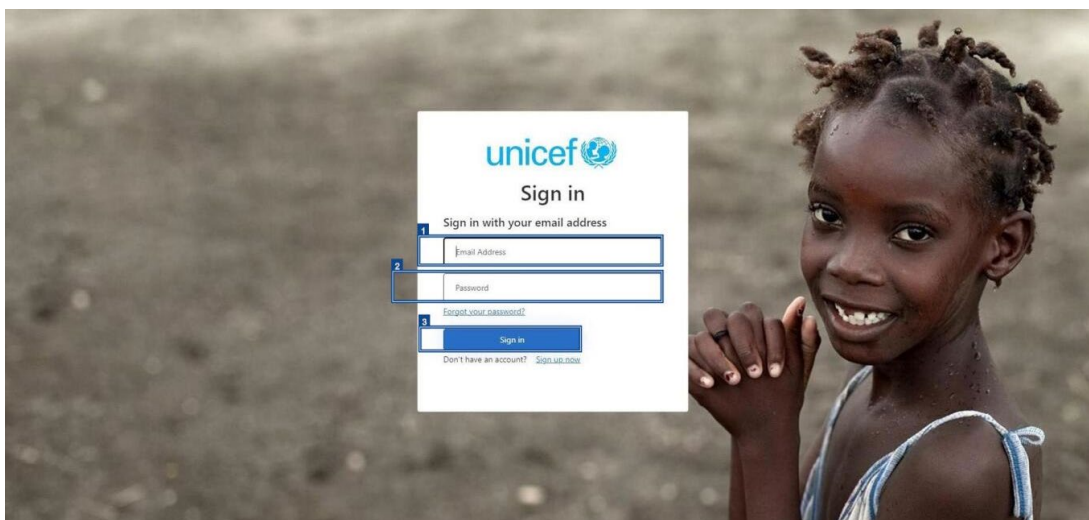 unicef
Sign in
Sign in with your email address
1
Email Address
2
Password
Forgot your password?
3
Sign in
Don't have an account? Sign up now